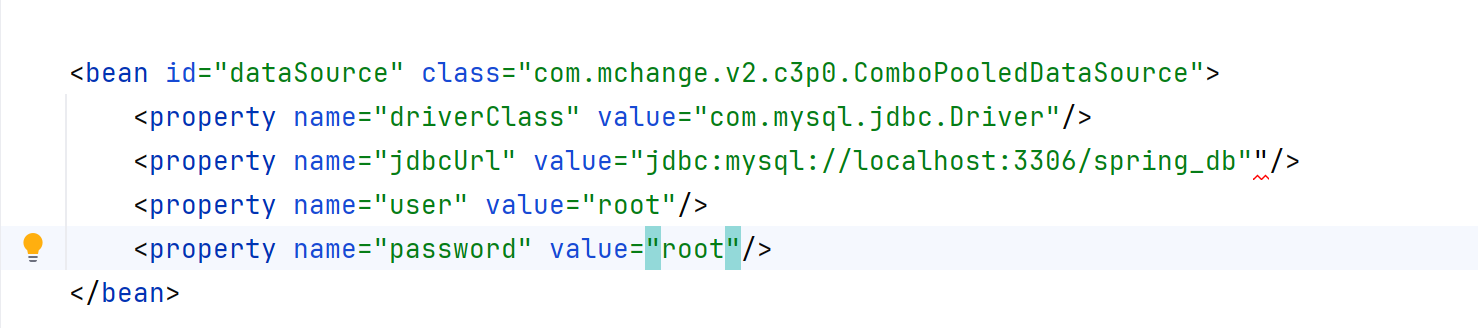 <bean id="dataSource" class="com.mchange.v2.c3p0.ComboPooledDataSource">
<property name="driverClass" value="com.mysql.jdbc.Driver"/>
<property name="jdbcUrl" value="jdbc:mysql://localhost:3306/spring_db""/>
<property name="user" value="root"/>
<property name="password" value="root"/>
</bean>